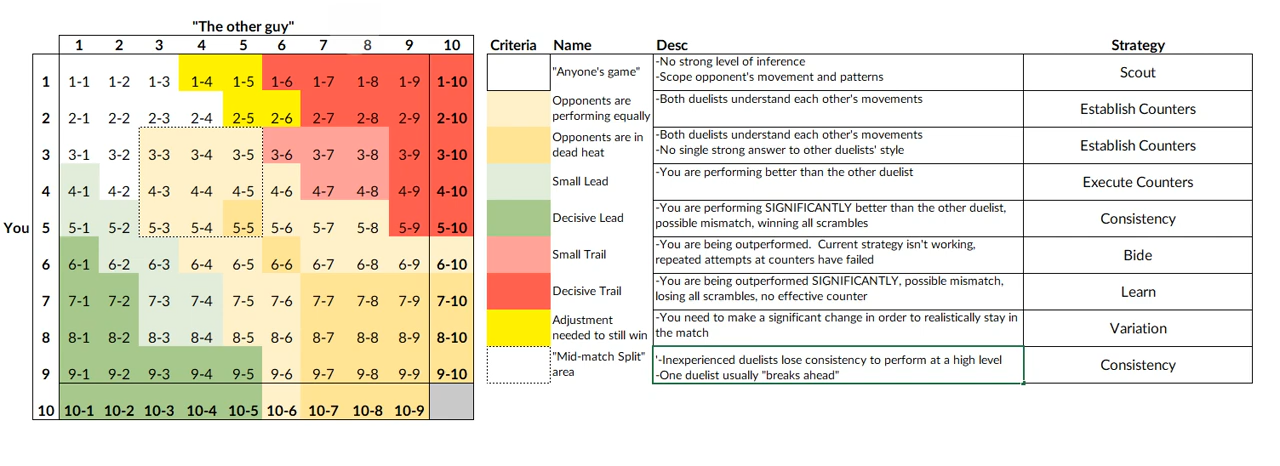 "The other guy"
1 2 3 4 5 6 7 8 9 10
1 1-1 1-2 1-3 1-4 1-5 1-6 1-7 1-8 1-9 1-10
2 2-1 2-2 2-3 2-4 2-5 2-6 2-7 2-8 2-9 2-10
3 3-1 3-2 3-3 3-4 3-5 3-6 3-7 3-8 3-9 3-10
4 4-1 4-2 4-3 4-4 4-5 4-6 4-7 4-8 4-9 4-10
You 5 5-1 5-2 5-3 5-4 5-5 5-6 5-7 5-8 5-9 5-10
6 6-1 6-2 6-3 6-4 6-5 6-6 6-7 6-8 6-9 6-10
7 7-1 7-2 7-3 7-4 7-5 7-6 7-7 7-8 7-9 7-10
8 8-1 8-2 8-3 8-4 8-5 8-6 8-7 8-8 8-9 8-10
9 9-1 9-2 9-3 9-4 9-5 9-6 9-7 9-8 9-9 9-10
10 10-1 10-2 10-3 10-4 10-5 10-6 10-7 10-8 10-9
Criteria Name Desc Strategy
"Anyone's game"
-No strong level of inference
-Scope opponent's movement and patterns
Scout
Opponents are
performing equally
-Both duelists understand each other's movements
Establish Counters
Opponents are in
dead heat
-Both duelists understand each other's movements
-No single strong answer to other duelists' style
Establish Counters
Small Lead
-You are performing better than the other duelist
Execute Counters
Decisive Lead
-You are performing SIGNIFICANTLY better than the other duelist,
possible mismatch, winning all scrambles
Consistency
Small Trail
-You are being outperformed.  Current strategy isn't working,
repeated attempts at counters have failed
Bide
Decisive Trail
-You are being outperformed SIGNIFICANTLY, possible mismatch,
losing all scrambles, no effective counter
Learn
Adjustment
needed to still win
-You need to make a significant change in order to realistically stay in
the match
Variation
"Mid-match Split"
area
'-Inexperienced duelists lose consistency to perform at a high level
-One duelist usually "breaks ahead"
Consistency